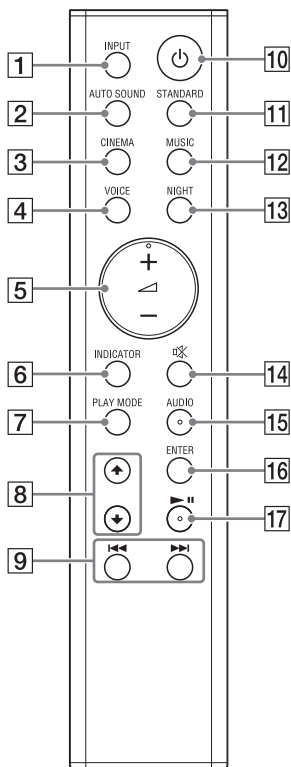 INPUT
1
10
AUTO SOUND STANDARD
2
11
CINEMA MUSIC
3
12
VOICE NIGHT
4
13
+
5
−
INDICATOR
6
14
PLAY MODE AUDIO
7
15
ENTER
8
16
17
9